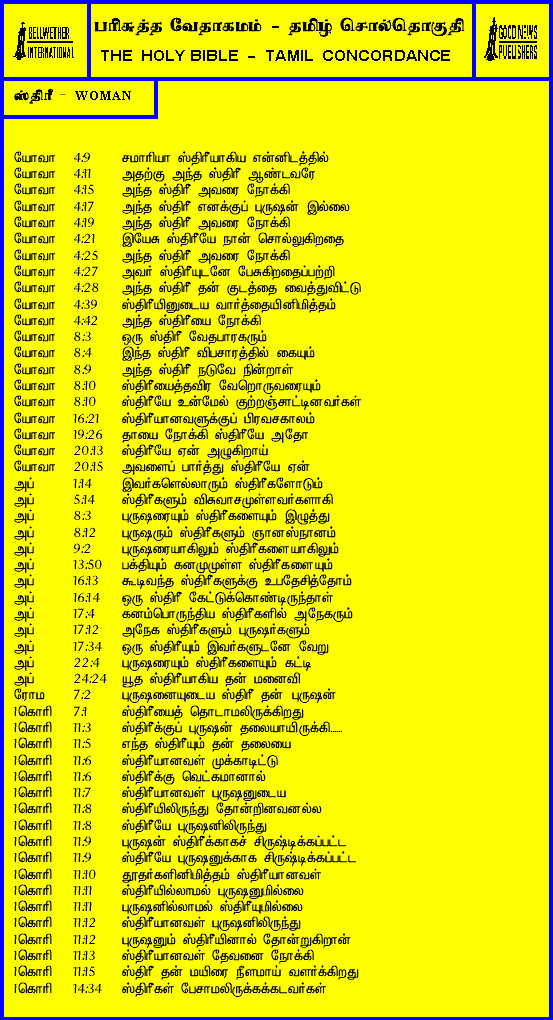 BELLWETHER
INTERNATIONAL
பரிசுத்த வேதாகமம் - தமிழ் சொல்தொகுதி
THE HOLY BIBLE - TAMIL CONCORDANCE
GOOD NEWS
PUBLISHERS
ஸ்திரீ - WOMAN
யோவா 4:9 சமாரியா ஸ்திரீயாகிய என்னிடத்தில்
யோவா 4:11 அதற்கு அந்த ஸ்திரீ ஆண்டவரே
யோவா 4:15 அந்த ஸ்திரீ அவரை நோக்கி
யோவா 4:17 அந்த ஸ்திரீ எனக்குப் புருஷன் இல்லை
யோவா 4:19 அந்த ஸ்திரீ அவரை நோக்கி
யோவா 4:21 இயேசு ஸ்திரீயே நான் சொல்லுகிறதை
யோவா 4:25 அந்த ஸ்திரீ அவரை நோக்கி
யோவா 4:27 அவர் ஸ்திரீயுடனே பேசுகிறதைப்பற்றி
யோவா 4:28 அந்த ஸ்திரீ தன் குடத்தை வைத்துவிட்டு
யோவா 4:39 ஸ்திரீயினுடைய வார்த்தையினிமித்தம்
யோவா 4:42 அந்த ஸ்திரீயை நோக்கி
யோவா 8:3 ஒரு ஸ்திரீ வேதபாரகரும்
யோவா 8:4 இந்த ஸ்திரீ விபசாரத்தில் கையும்
யோவா 8:9 அந்த ஸ்திரீ நடுவே நின்றாள்
யோவா 8:10 ஸ்திரீயைத்தவிர வேறொருவரையும்
யோவா 8:10 ஸ்திரீயே உன்மேல் குற்றஞ்சாட்டினவர்கள்
யோவா 16:21 ஸ்திரீயானவளுக்குப் பிரவசகாலம்
யோவா 19:26 தாயை நோக்கி ஸ்திரீயே அதோ
யோவா 20:13 ஸ்திரீயே ஏன் அழுகிறாய்
யோவா 20:15 அவளைப் பார்த்து ஸ்திரீயே ஏன்
அப் 1:14 இவர்களெல்லாரும் ஸ்திரீகளோடும்
அப் 5:14 ஸ்திரீகளும் விசுவாசமுள்ளவர்களாகி
அப் 8:3 புருஷரையும் ஸ்திரீகளையும் இழுத்து
அப் 8:12 புருஷரும் ஸ்திரீகளும் ஞானஸ்நானம்
அப் 9:2 புருஷரையாகிலும் ஸ்திரீகளையாகிலும்
அப் 13:50 பக்தியும் கனமுமுள்ள ஸ்திரீகளையும்
அப் 16:13 கூடிவந்த ஸ்திரீகளுக்கு உபதேசித்தோம்
அப் 16:14 ஒரு ஸ்திரீ கேட்டுக்கொண்டிருந்தாள்
அப் 17:4 கனம்பொருந்திய ஸ்திரீகளில் அநேகரும்
அப் 17:12 அநேக ஸ்திரீகளும் புருஷர்களும்
அப் 17:34 ஒரு ஸ்திரீயும் இவர்களுடனே வேறு
அப் 22:4 புருஷரையும் ஸ்திரீகளையும் கட்டி
அப் 24:24 யூத ஸ்திரீயாகிய தன் மனைவி
ரோம 7:2 புருஷனையுடைய ஸ்திரீ தன் புருஷன்
1கொரி 7:1 ஸ்திரீயைத் தொடாமலிருக்கிறது
1கொரி 11:3 ஸ்திரீக்குப் புருஷன் தலையாயிருக்கி.....
1கொரி 11:5 எந்த ஸ்திரீயும் தன் தலையை
1கொரி 11:6 ஸ்திரீயானவள் முக்காடிட்டு
1கொரி 11:6 ஸ்திரீக்கு வெட்கமானால்
1கொரி 11:7 ஸ்திரீயானவள் புருஷனுடைய
1கொரி 11:8 ஸ்திரீயிலிருந்து தோன்றினவனல்ல
1கொரி 11:8 ஸ்திரீயே புருஷனிலிருந்து
1கொரி 11:9 புருஷன் ஸ்திரீக்காகச் சிருஷ்டிக்கப்பட்ட
1கொரி 11:9 ஸ்திரீயே புருஷனுக்காக சிருஷ்டிக்கப்பட்ட
1கொரி 11:10 தூதர்களினிமித்தம் ஸ்திரீயானவள்
1கொரி 11:11 ஸ்திரீயில்லாமல் புருஷனுமில்லை
1கொரி 11:11 புருஷனில்லாமல் ஸ்திரீயுமில்லை
1கொரி 11:12 ஸ்திரீயானவள் புருஷனிலிருந்து
1கொரி 11:12 புருஷனும் ஸ்திரீயினால் தோன்றுகிறான்
1கொரி 11:13 ஸ்திரீயானவள் தேவனை நோக்கி
1கொரி 11:15 ஸ்திரீ தன் மயிரை நீளமாய் வளர்க்கிறது
1கொரி 14:34 ஸ்திரீகள் பேசாமலிருக்கக்கடவர்கள்